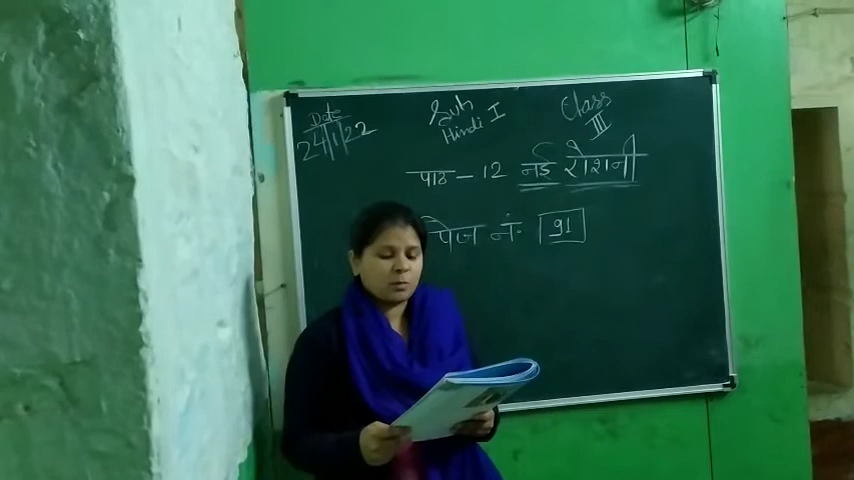 Date
24/1/22
Sub
Hindi I
Class
III
पाठ - 12 नई रोशनी
पेज नं. 91